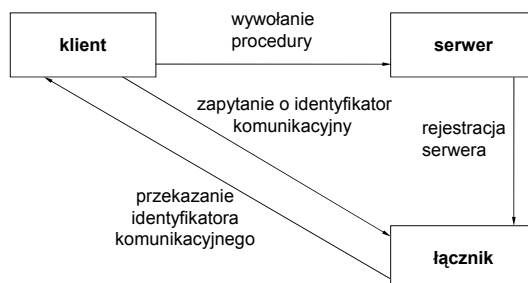 wywołanie
procedury
klient
serwer
zapytanie o identyfikator
komunikacyjny
rejestracja
serwera
przekazanie
identyfikatora
komunikacyjnego
łącznik